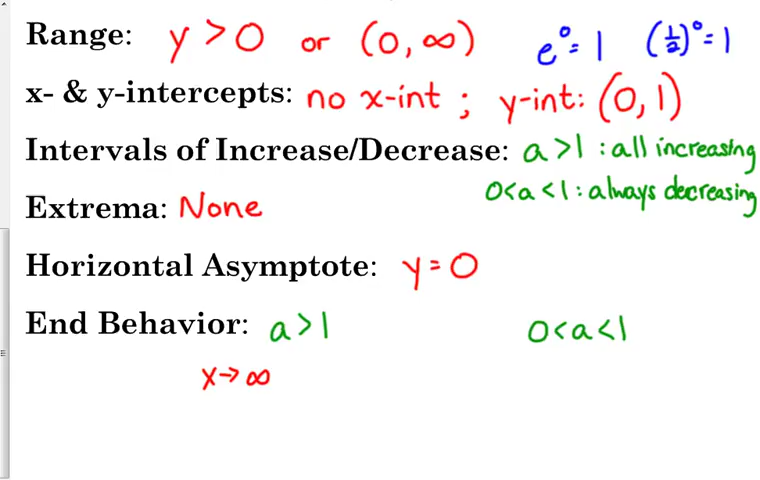 Range: y > 0 or (0, ∞) e⁰ = 1 (½)⁰ = 1
x- & y-intercepts: no x-int ; y-int: (0, 1)
Intervals of Increase/Decrease: a > 1 : all increasing
0 < a < 1 : always decreasing
Extrema: None
Horizontal Asymptote: y = 0
End Behavior: a > 1 0 < a < 1
x → ∞